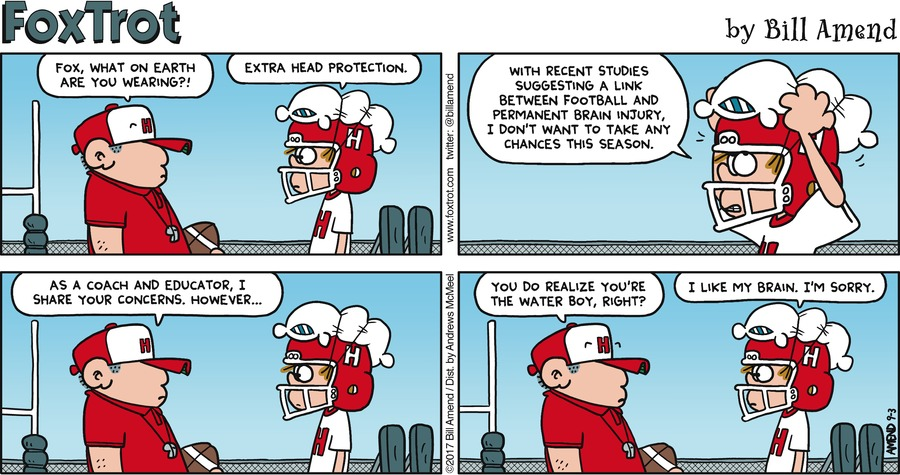 FoxTrot
by Bill Amend
FOX, WHAT ON EARTH
ARE YOU WEARING?!
EXTRA HEAD PROTECTION.
H
H
H
www.foxtrot.com twitter: @billamend
WITH RECENT STUDIES
SUGGESTING A LINK
BETWEEN FOOTBALL AND
PERMANENT BRAIN INJURY,
I DON'T WANT TO TAKE ANY
CHANCES THIS SEASON.
H
AS A COACH AND EDUCATOR, I
SHARE YOUR CONCERNS. HOWEVER...
H
H
H
©2017 Bill Amend / Dist. by Andrews McMeel
YOU DO REALIZE YOU'RE
THE WATER BOY, RIGHT?
I LIKE MY BRAIN. I'M SORRY.
H
H
H
AMEND 9-3